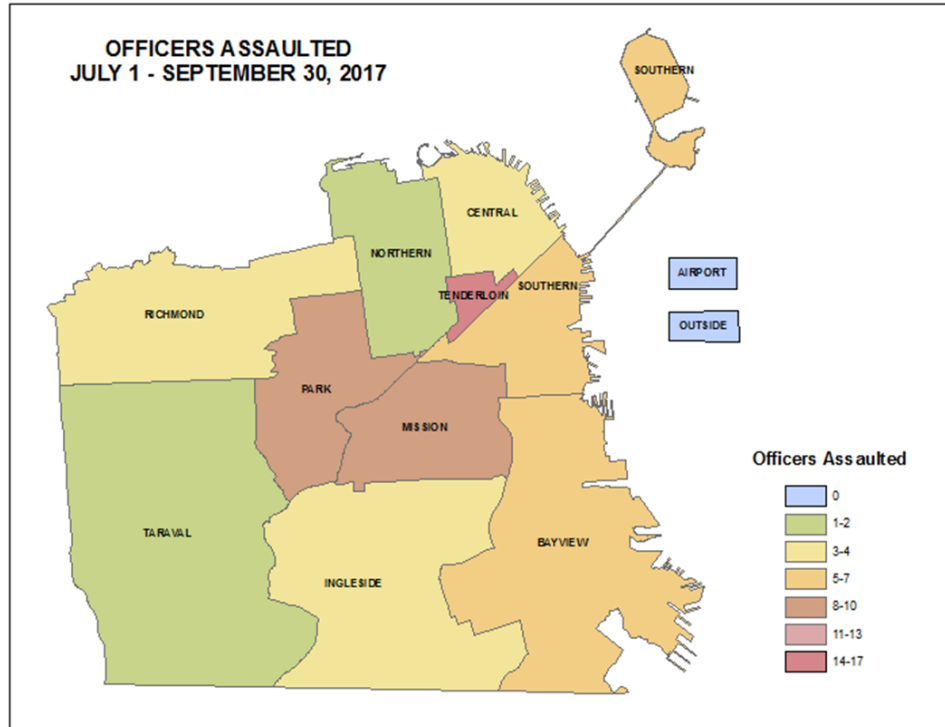 OFFICERS ASSAULTED
JULY 1 - SEPTEMBER 30, 2017
SOUTHERN
CENTRAL
NORTHERN
AIRPORT
SOUTHERN
TENDERLOIN
RICHMOND
OUTSIDE
PARK
MISSION
Officers Assaulted
0
1-2
TARAVAL
BAYVIEW
3-4
INGLESIDE
5-7
8-10
11-13
14-17